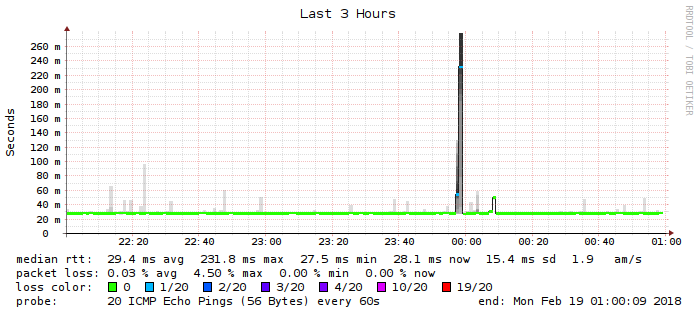 Last 3 Hours
RRDTOOL / TOBI OETIKER
Seconds
260 m
240 m
220 m
200 m
180 m
160 m
140 m
120 m
100 m
80 m
60 m
40 m
20 m
0
22:20 22:40 23:00 23:20 23:40 00:00 00:20 00:40 01:00
median rtt: 29.4 ms avg 231.8 ms max 27.5 ms min 28.1 ms now 15.4 ms sd 1.9 am/s
packet loss: 0.03 % avg 4.50 % max 0.00 % min 0.00 % now
loss color: 0 1/20 2/20 3/20 4/20 10/20 19/20
probe: 20 ICMP Echo Pings (56 Bytes) every 60s end: Mon Feb 19 01:00:09 2018